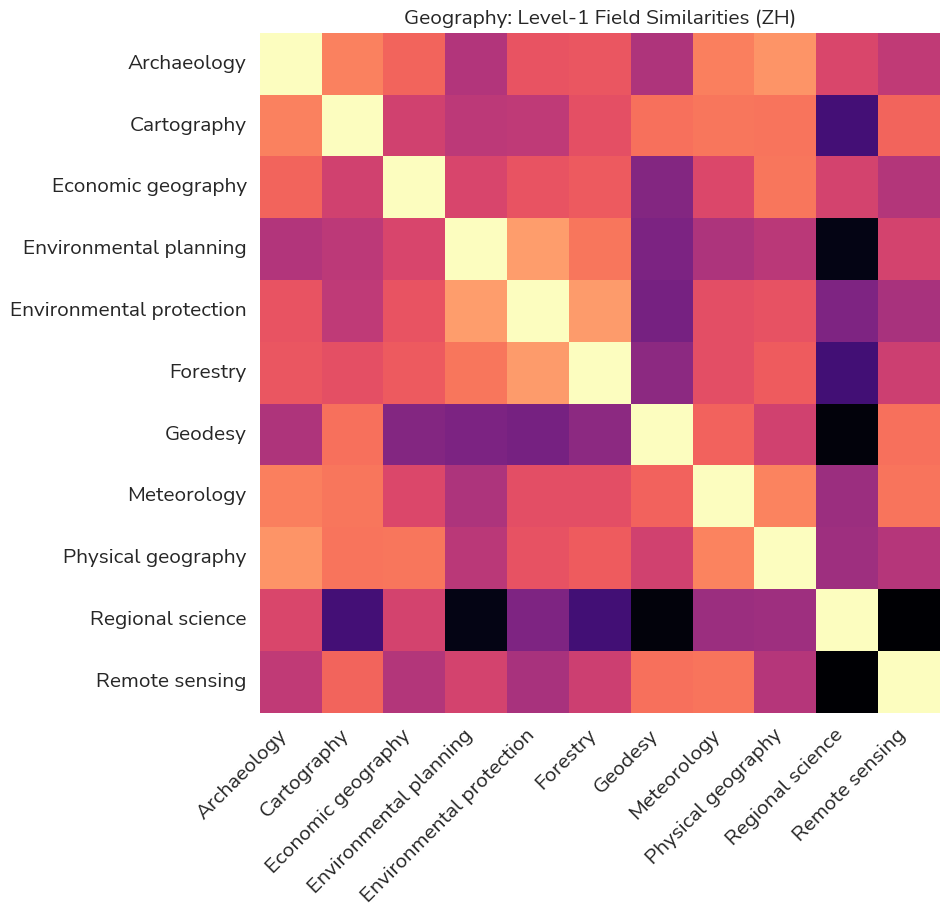 Geography: Level-1 Field Similarities (ZH)
Archaeology
Cartography
Economic geography
Environmental planning
Environmental protection
Forestry
Geodesy
Meteorology
Physical geography
Regional science
Remote sensing
Archaeology
Cartography
Economic geography
Environmental planning
Environmental protection
Forestry
Geodesy
Meteorology
Physical geography
Regional science
Remote sensing